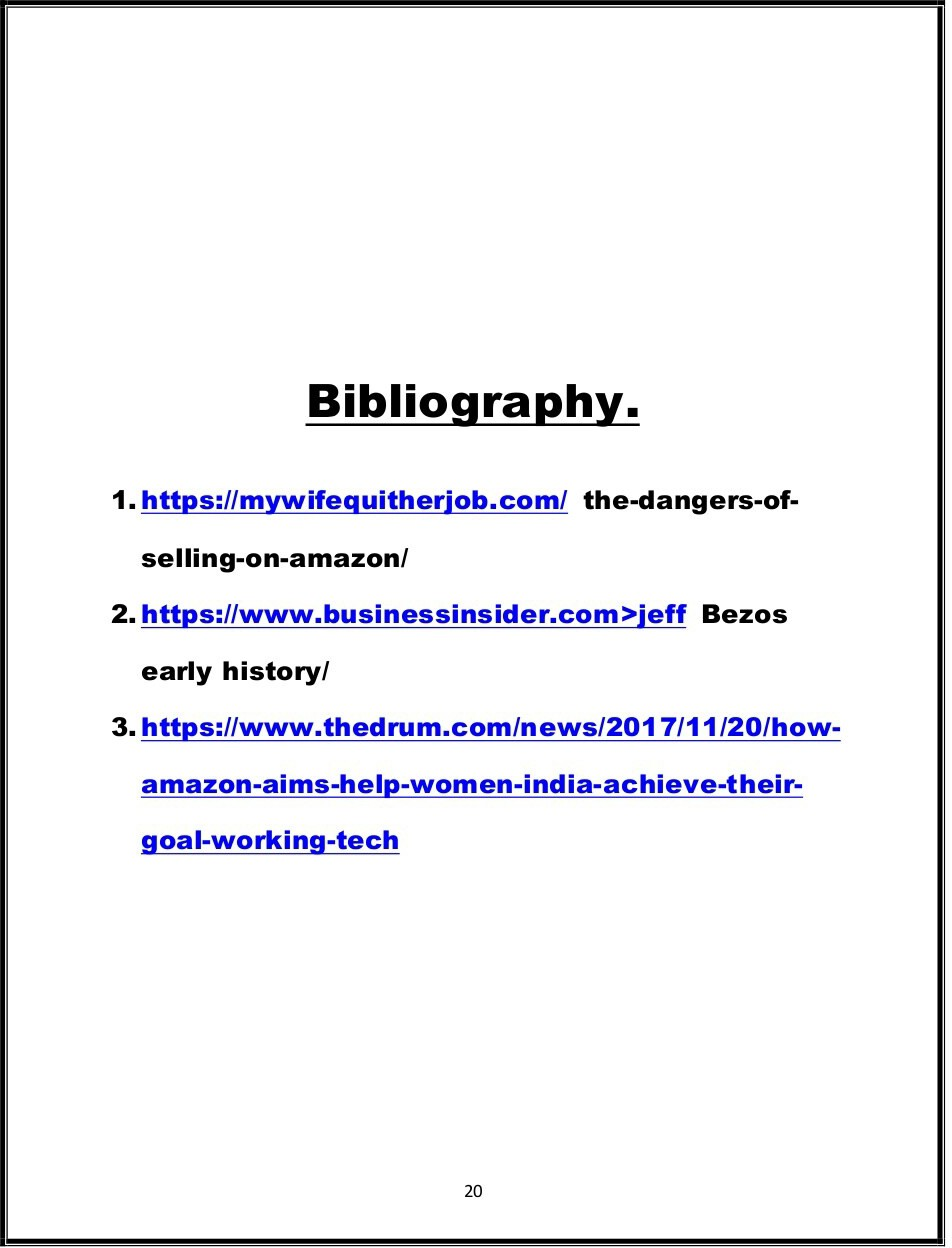 Bibliography.
1. https://mywifequitherjob.com/ the-dangers-of-
selling-on-amazon/
2. https://www.businessinsider.com>jeff Bezos
early history/
3. https://www.thedrum.com/news/2017/11/20/how-
amazon-aims-help-women-india-achieve-their-
goal-working-tech
20